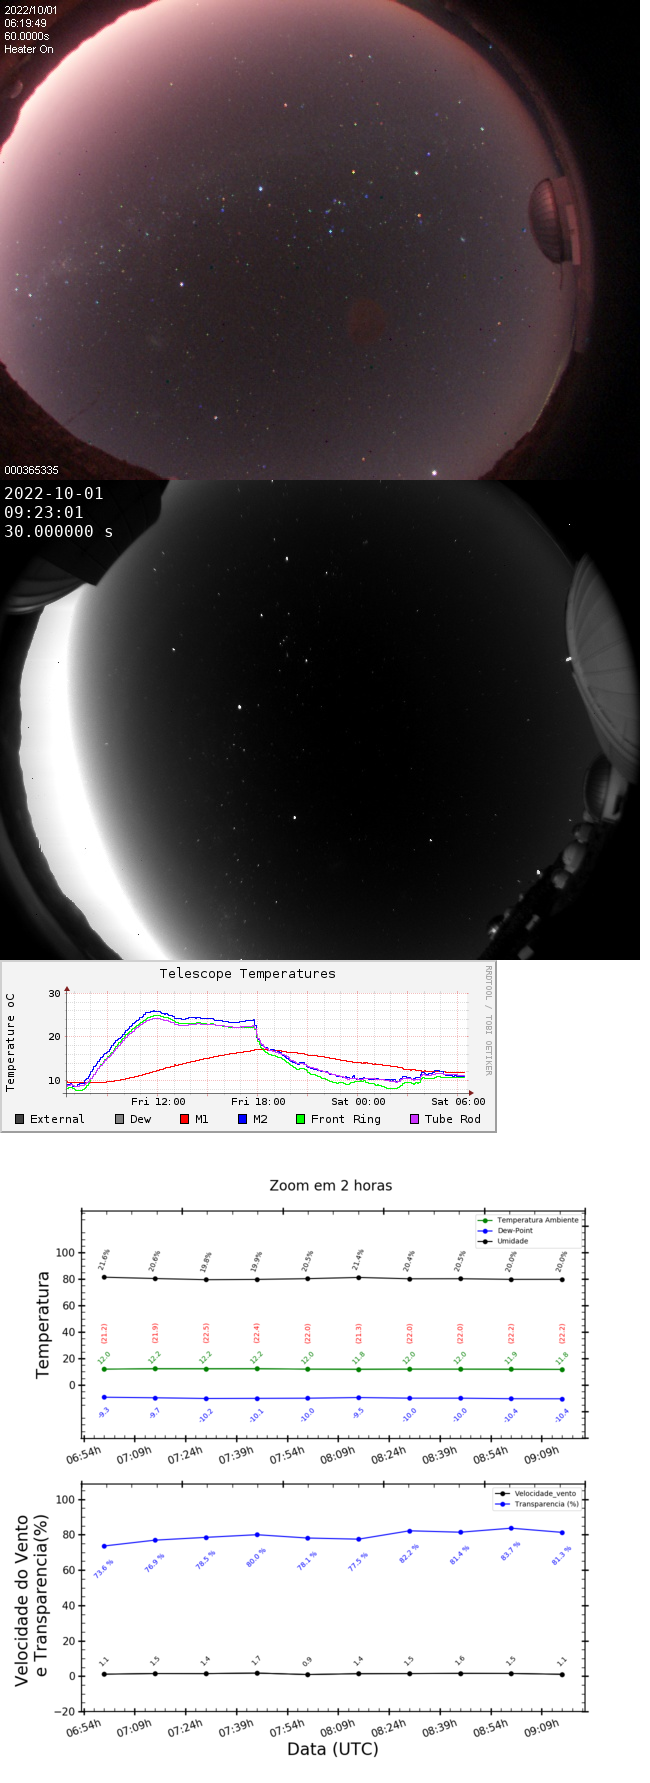 2022/10/01
06:19:49
60.0000s
Heater On
000365335
2022-10-01
09:23:01
30.000000 s
Telescope Temperatures
RRDTOOL / TOBI OETIKER
Temperature oC
30
20
10
Fri 12:00 Fri 18:00 Sat 00:00 Sat 06:00
External Dew M1 M2 Front Ring Tube Rod
Zoom em 2 horas
Temperatura Ambiente
Dew-Point
Umidade
Temperatura
100
80
60
40
20
0
21.6% 20.6% 19.8% 19.9% 20.5% 21.4% 20.4% 20.5% 20.0% 20.0%
(21.2) (21.9) (22.5) (22.4) (22.0) (21.3) (22.0) (22.0) (22.2) (22.2)
12.0 12.2 12.2 12.2 12.0 11.8 12.0 12.0 11.9 11.8
-9.3 -9.7 -10.2 -10.1 -10.0 -9.5 -10.0 -10.0 -10.4 -10.4
06:54h 07:09h 07:24h 07:39h 07:54h 08:09h 08:24h 08:39h 08:54h 09:09h
Velocidade_vento
Transparencia (%)
Velocidade do Vento
e Transparencia(%)
100
80
60
40
20
0
−20
73.6 % 76.9 % 78.5 % 80.0 % 78.1 % 77.5 % 82.2 % 81.4 % 83.7 % 81.3 %
1.1 1.5 1.4 1.7 0.9 1.4 1.5 1.6 1.5 1.1
06:54h 07:09h 07:24h 07:39h 07:54h 08:09h 08:24h 08:39h 08:54h 09:09h
Data (UTC)